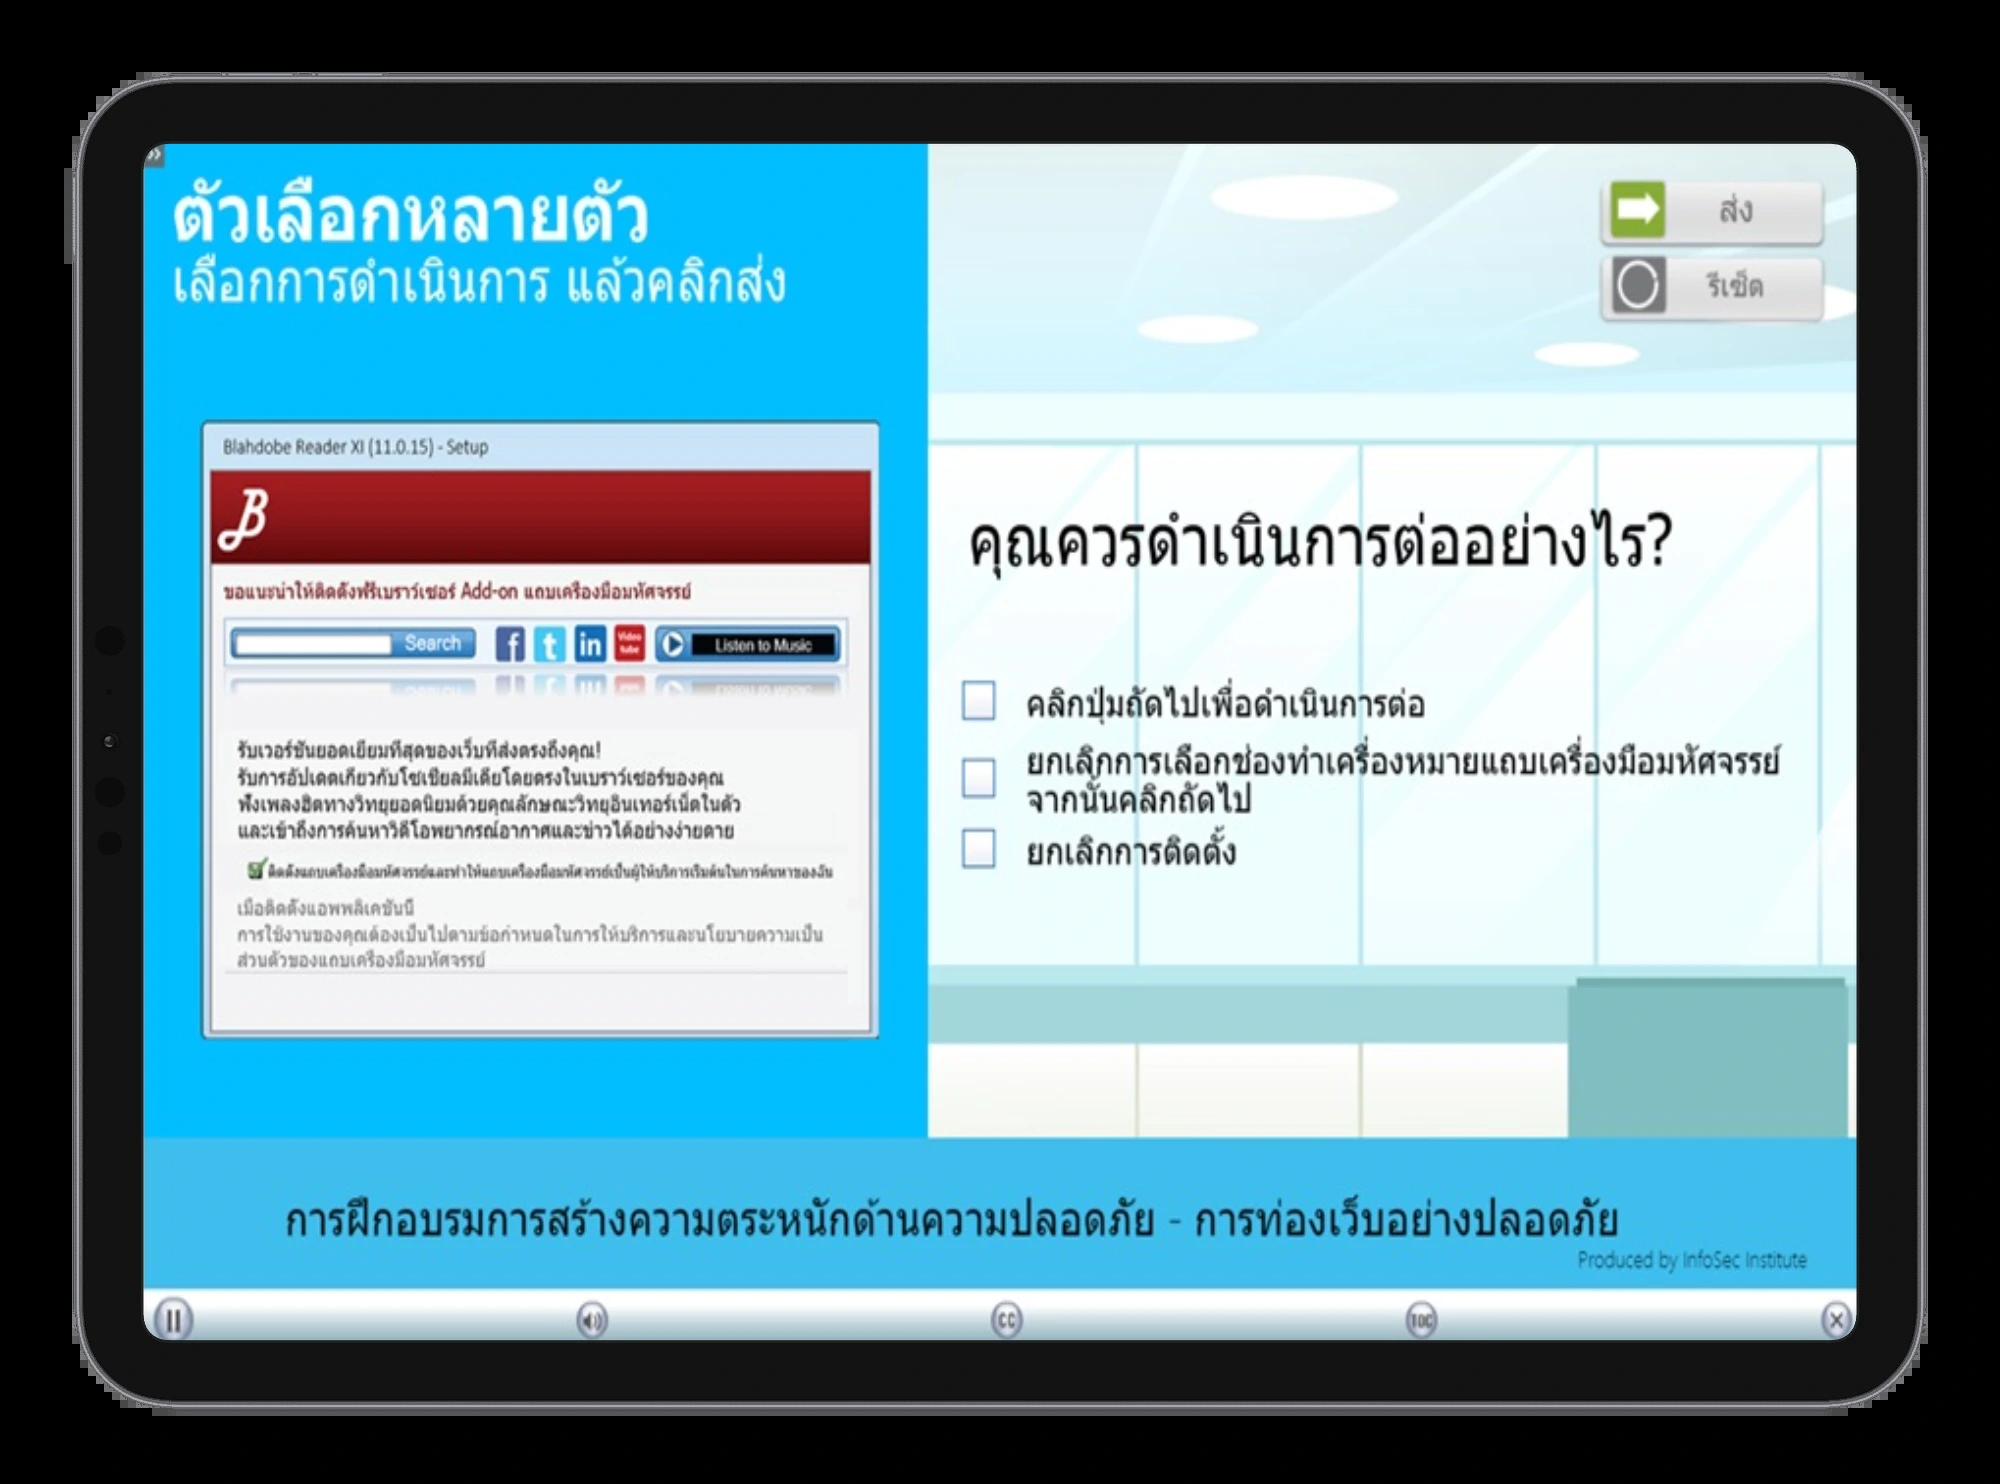 ตัวเลือกหลายตัว
เลือกการดำเนินการ แล้วคลิกส่ง
ส่ง
รีเซ็ต
Blahdobe Reader XI (11.0.15) - Setup
B
ขอแนะนำให้ติดตั้งฟรีเบราว์เซอร์ Add-on แถบเครื่องมือมหัศจรรย์
Search
f
t
in
Video
tube
Listen to Music
รับเวอร์ชันยอดเยี่ยมที่สุดของเว็บที่ส่งตรงถึงคุณ!
รับการอัปเดตเกี่ยวกับโซเชียลมีเดียโดยตรงในเบราว์เซอร์ของคุณ
ฟังเพลงฮิตทางวิทยุยอดนิยมด้วยคุณลักษณะวิทยุอินเทอร์เน็ตในตัว
และเข้าถึงการค้นหาวิดีโอพยากรณ์อากาศและข่าวได้อย่างง่ายดาย
ติดตั้งแถบเครื่องมือมหัศจรรย์และทำให้แถบเครื่องมือมหัศจรรย์เป็นผู้ให้บริการเริ่มต้นในการค้นหาของฉัน
เมื่อติดตั้งแอพพลิเคชันนี้
การใช้งานของคุณต้องเป็นไปตามข้อกำหนดในการให้บริการและนโยบายความเป็น
ส่วนตัวของแถบเครื่องมือมหัศจรรย์
คุณควรดำเนินการต่ออย่างไร?
คลิกปุ่มถัดไปเพื่อดำเนินการต่อ
ยกเลิกการเลือกช่องทำเครื่องหมายแถบเครื่องมือมหัศจรรย์
จากนั้นคลิกถัดไป
ยกเลิกการติดตั้ง
การฝึกอบรมการสร้างความตระหนักด้านความปลอดภัย - การท่องเว็บอย่างปลอดภัย
Produced by InfoSec Institute
CC
TOC